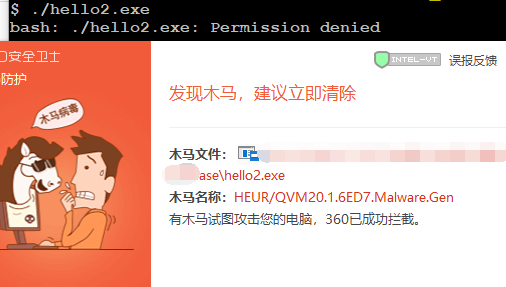 $ ./hello2.exe
bash: ./hello2.exe: Permission denied
安全卫士
防护
INTEL-VT
误报反馈
木马病毒
发现木马，建议立即清除
木马文件：
ase\hello2.exe
木马名称：HEUR/QVM20.1.6ED7.Malware.Gen
有木马试图攻击您的电脑，360已成功拦截。